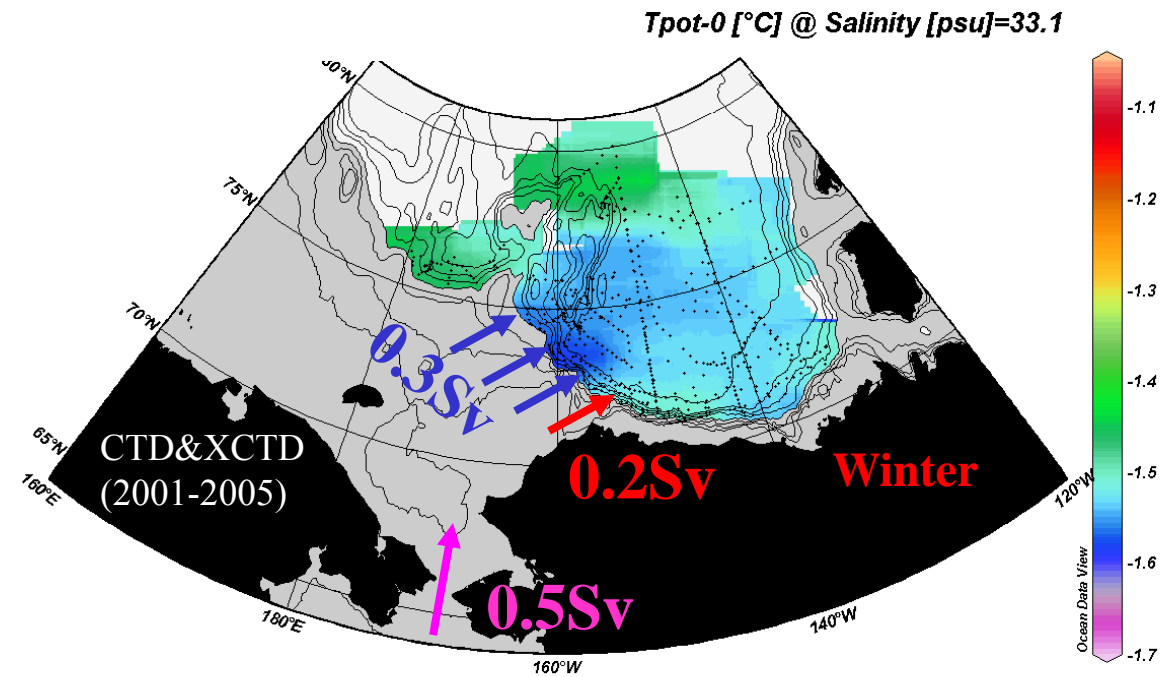 Tpot-0 [°C] @ Salinity [psu]=33.1
-1.1
-1.2
-1.3
-1.4
-1.5
-1.6
-1.7
75°N
70°N
65°N
160°E
180°E
160°W
140°W
120°W
0.3Sv
0.2Sv
0.5Sv
Winter
CTD&XCTD
(2001-2005)
Ocean Data View